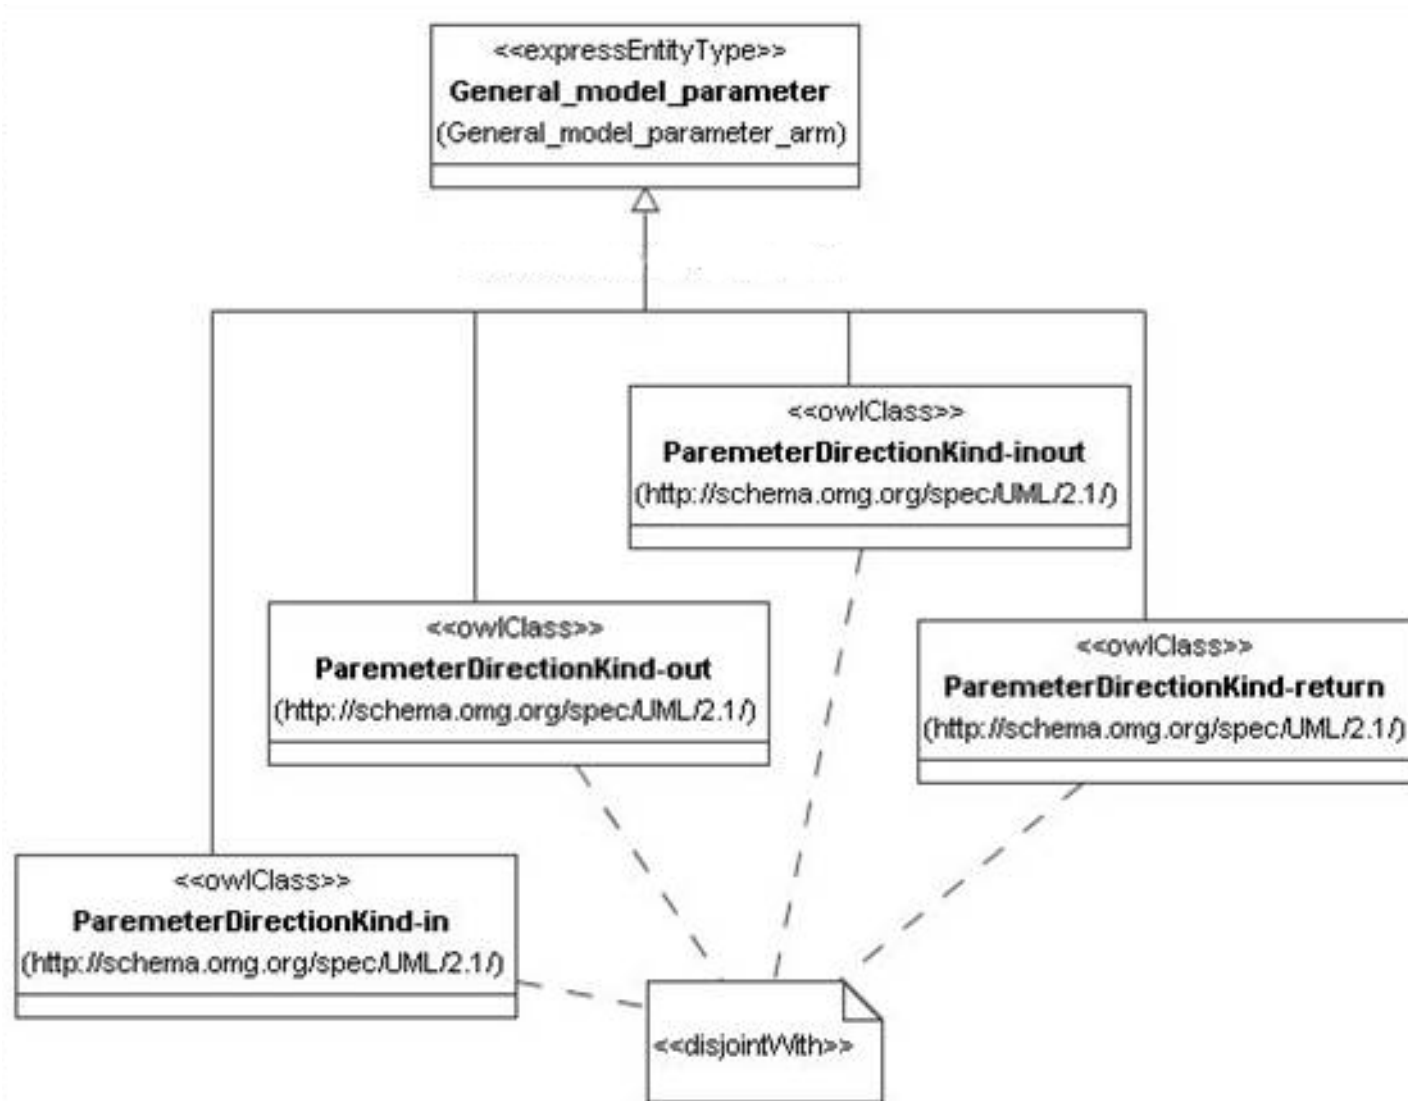 <<expressEntityType>>
General_model_parameter
(General_model_parameter_arm)
<<owlClass>>
ParemeterDirectionKind-inout
(http://schema.omg.org/spec/UML/2.1/)
<<owlClass>>
ParemeterDirectionKind-out
(http://schema.omg.org/spec/UML/2.1/)
<<owlClass>>
ParemeterDirectionKind-return
(http://schema.omg.org/spec/UML/2.1/)
<<owlClass>>
ParemeterDirectionKind-in
(http://schema.omg.org/spec/UML/2.1/)
<<disjointWith>>